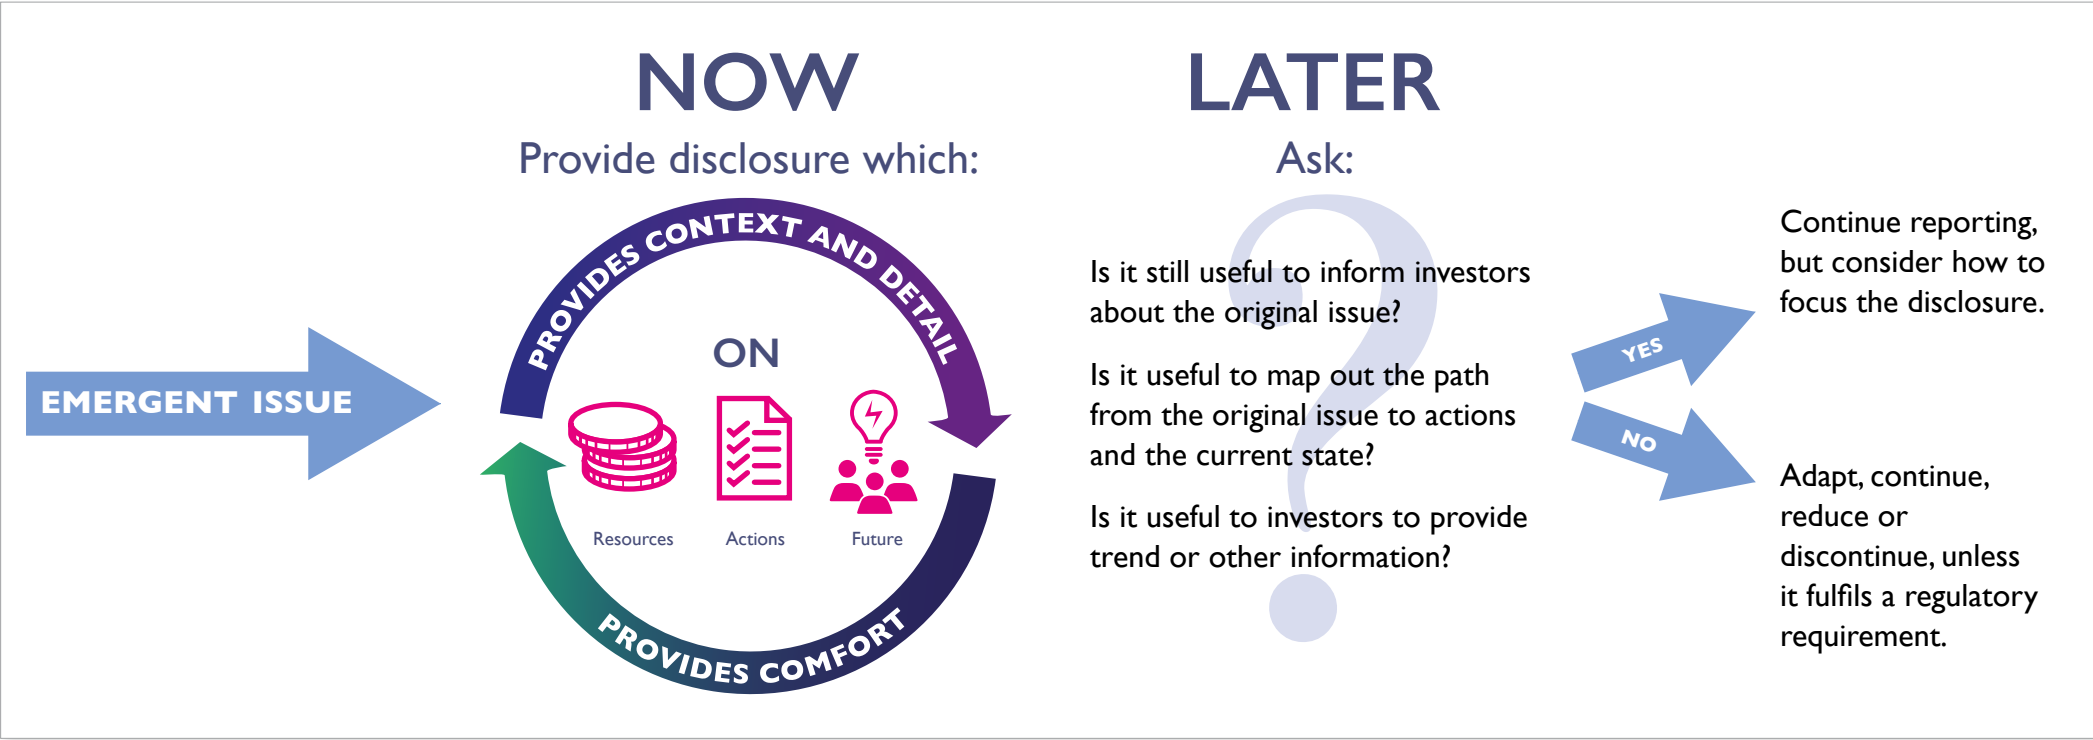 EMERGENT ISSUE
NOW
Provide disclosure which:
PROVIDES CONTEXT AND DETAIL
ON
Resources
Actions
Future
PROVIDES COMFORT
LATER
Ask:
?
Is it still useful to inform investors
about the original issue?
Is it useful to map out the path
from the original issue to actions
and the current state?
Is it useful to investors to provide
trend or other information?
YES
Continue reporting,
but consider how to
focus the disclosure.
NO
Adapt, continue,
reduce or
discontinue, unless
it fulfils a regulatory
requirement.